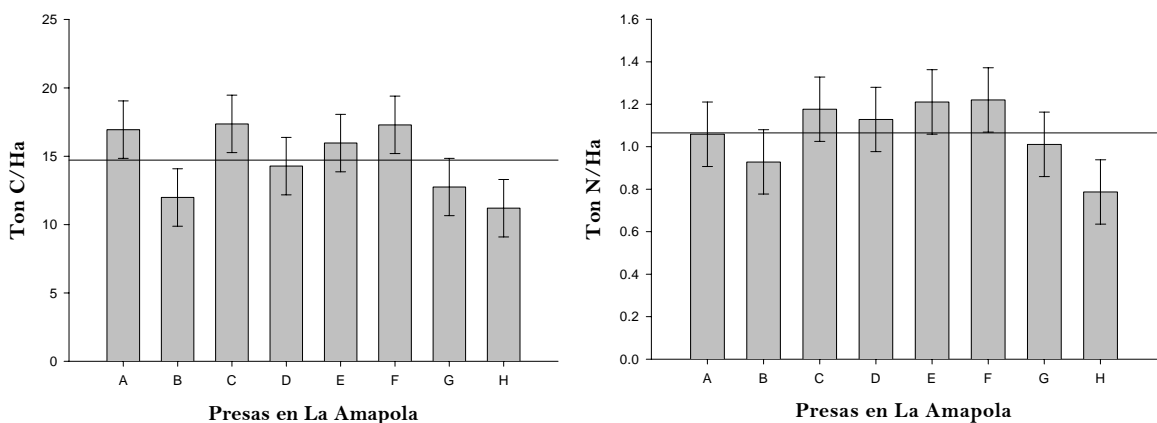 Ton C/Ha
25
20
15
10
5
0
A B C D E F G H
Presas en La Amapola
Ton N/Ha
1.6
1.4
1.2
1.0
0.8
0.6
0.4
0.2
0.0
A B C D E F G H
Presas en La Amapola